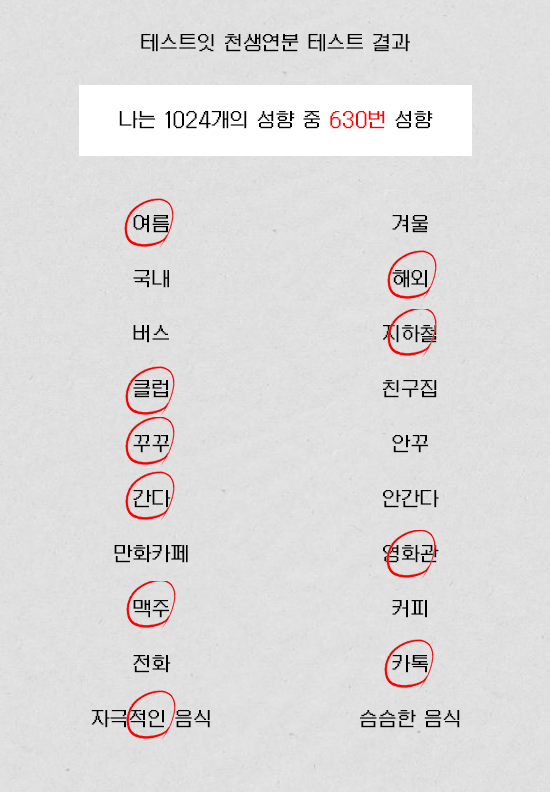 테스트잇 천생연분 테스트 결과
나는 1024개의 성향 중 630번 성향
여름 겨울
국내 해외
버스 지하철
클럽 친구집
꾸꾸 안꾸
간다 안간다
만화카페 영화관
맥주 커피
전화 카톡
자극적인 음식 슴슴한 음식